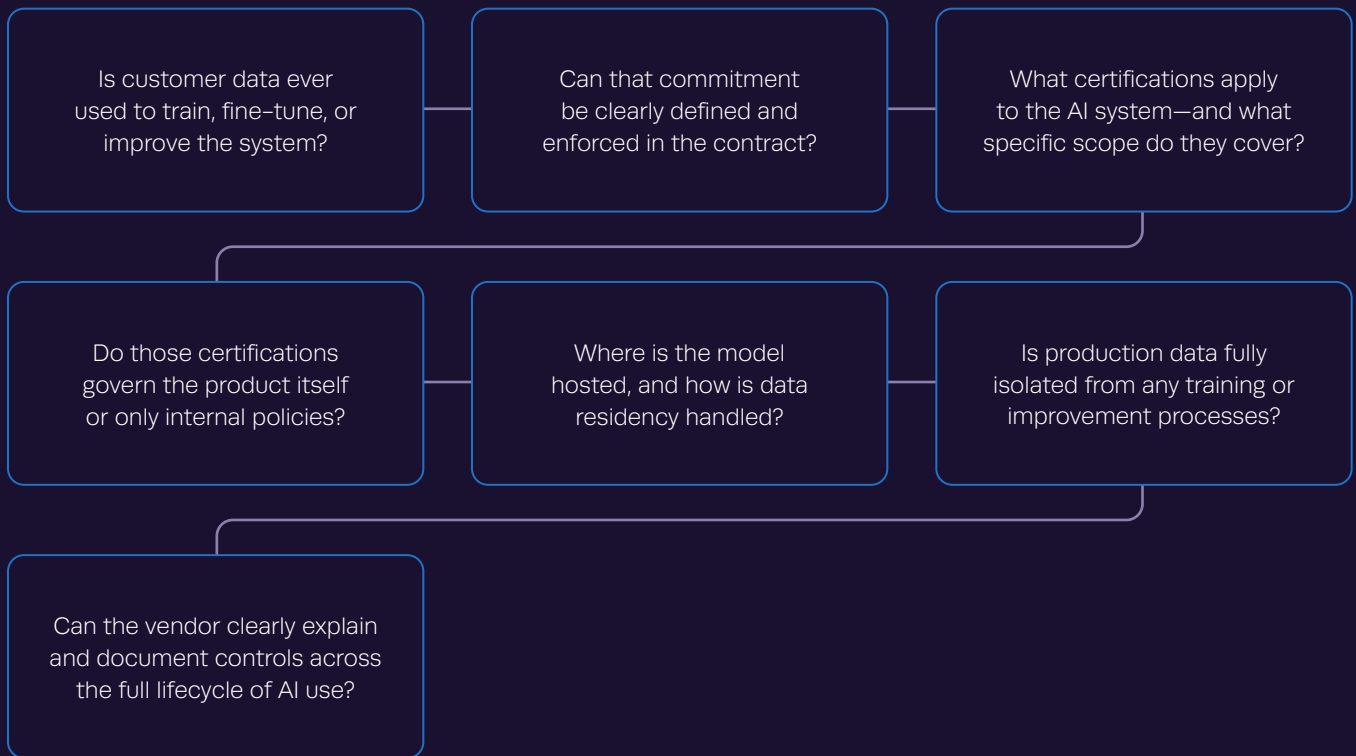 Is customer data ever
used to train, fine-tune, or
improve the system?
Can that commitment
be clearly defined and
enforced in the contract?
What certifications apply
to the AI system—and what
specific scope do they cover?
Do those certifications
govern the product itself
or only internal policies?
Where is the model
hosted, and how is data
residency handled?
Is production data fully
isolated from any training or
improvement processes?
Can the vendor clearly explain
and document controls across
the full lifecycle of AI use?